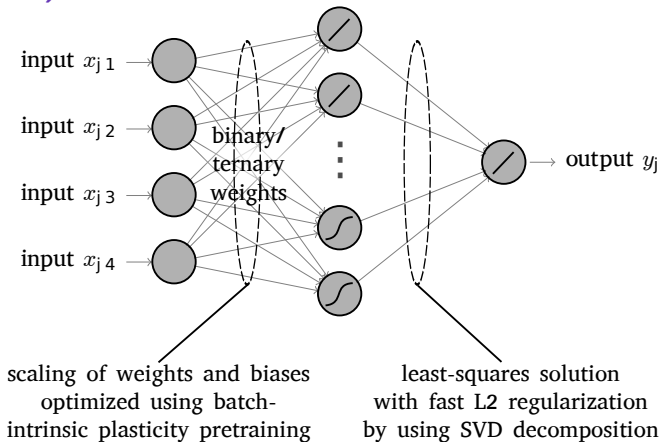 input x_j 1
input x_j 2
input x_j 3
input x_j 4
binary/
ternary
weights
output y_j
scaling of weights and biases
optimized using batch-
intrinsic plasticity pretraining
least-squares solution
with fast L2 regularization
by using SVD decomposition